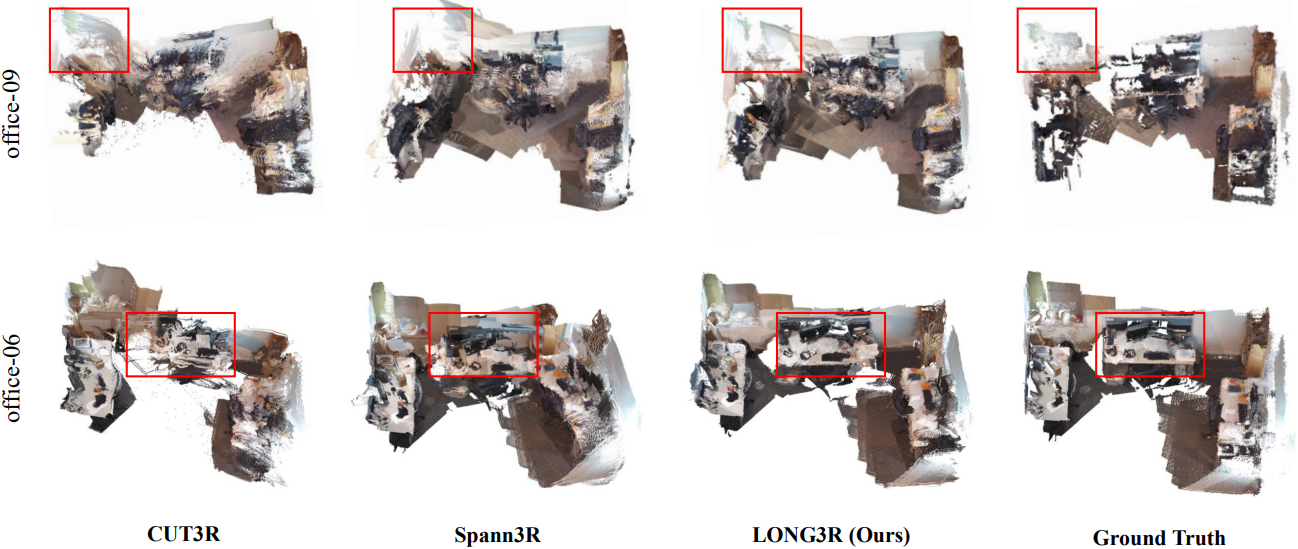 office-09
office-06
CUT3R
Spann3R
LONG3R (Ours)
Ground Truth